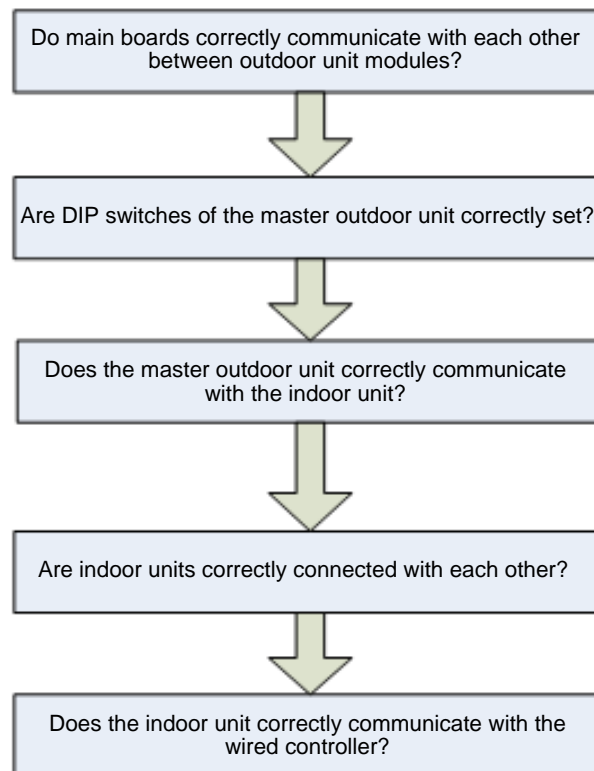 Do main boards correctly communicate with each other
between outdoor unit modules?
Are DIP switches of the master outdoor unit correctly set?
Does the master outdoor unit correctly communicate
with the indoor unit?
Are indoor units correctly connected with each other?
Does the indoor unit correctly communicate with the
wired controller?